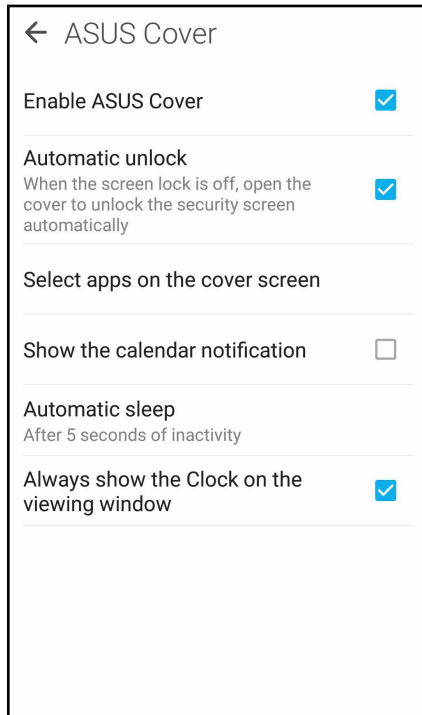 ASUS Cover
Enable ASUS Cover
Automatic unlock
When the screen lock is off, open the
cover to unlock the security screen
automatically
Select apps on the cover screen
Show the calendar notification
Automatic sleep
After 5 seconds of inactivity
Always show the Clock on the
viewing window